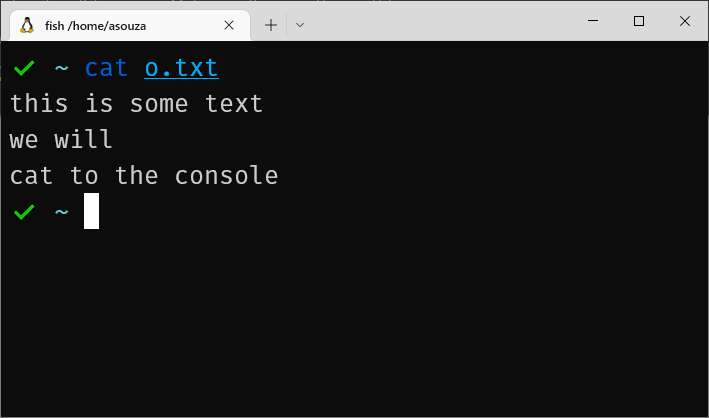 fish /home/asouza
✓ ~ cat o.txt
this is some text
we will
cat to the console
✓ ~